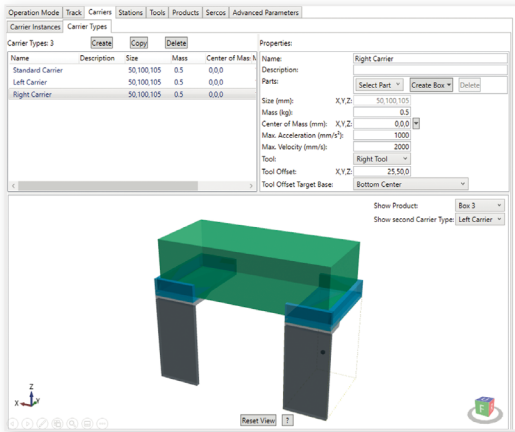 Operation Mode Track Carriers Stations Tools Products Sercos Advanced Parameters
Carrier Instances Carrier Types
Carrier Types: 3 Create Copy Delete
Name Description Size Mass Center of Mass M
Standard Carrier 50,100,105 0.5 0,0,0
Left Carrier 50,100,105 0.5 0,0,0
Right Carrier 50,100,105 0.5 0,0,0
Properties:
Name: Right Carrier
Description:
Parts: Select Part Create Box Delete
Size (mm): X,Y,Z: 50,100,105
Mass (kg): 0.5
Center of Mass (mm): X,Y,Z: 0,0,0
Max. Acceleration (mm/s²): 1000
Max. Velocity (mm/s): 2000
Tool: Right Tool
Tool Offset: X,Y,Z: 25,50,0
Tool Offset Target Base: Bottom Center
Show Product: Box 3
Show second Carrier Type: Left Carrier
Z
X Y
F
Reset View ?